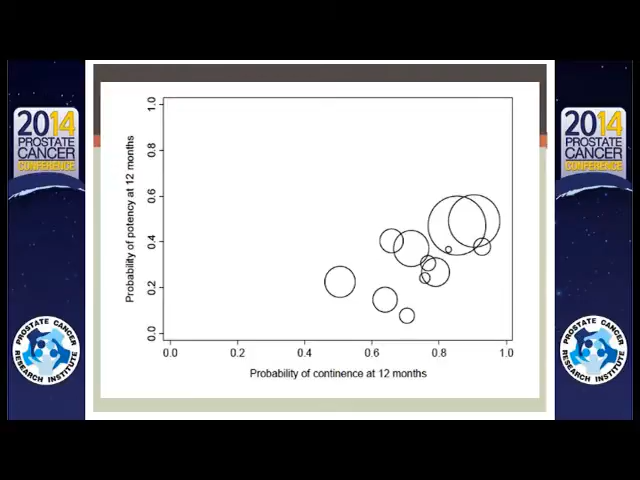 2014
PROSTATE
CANCER
CONFERENCE
PROSTATE CANCER
RESEARCH INSTITUTE
Probability of potency at 12 months
1.0
0.8
0.6
0.4
0.2
0.0
0.0 0.2 0.4 0.6 0.8 1.0
Probability of continence at 12 months
2014
PROSTATE
CANCER
CONFERENCE
PROSTATE CANCER
RESEARCH INSTITUTE